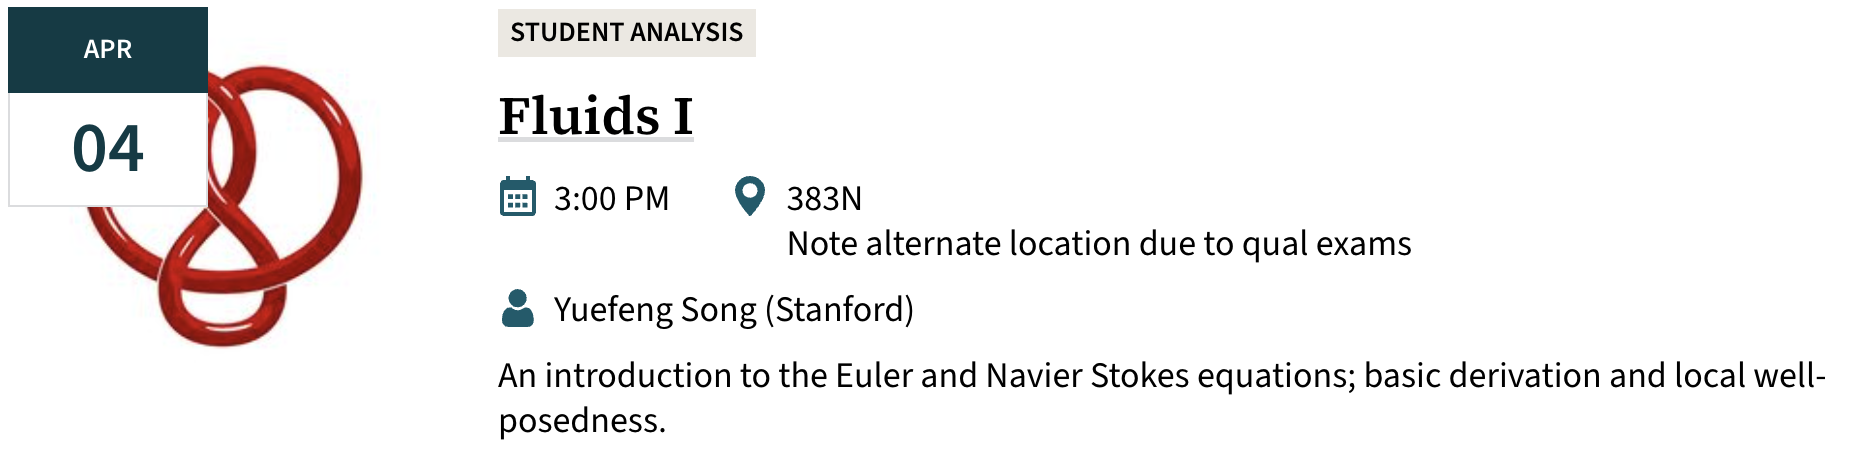 APR
04
STUDENT ANALYSIS
Fluids I
3:00 PM
383N
Note alternate location due to qual exams
Yuefeng Song (Stanford)
An introduction to the Euler and Navier Stokes equations; basic derivation and local well-
posedness.